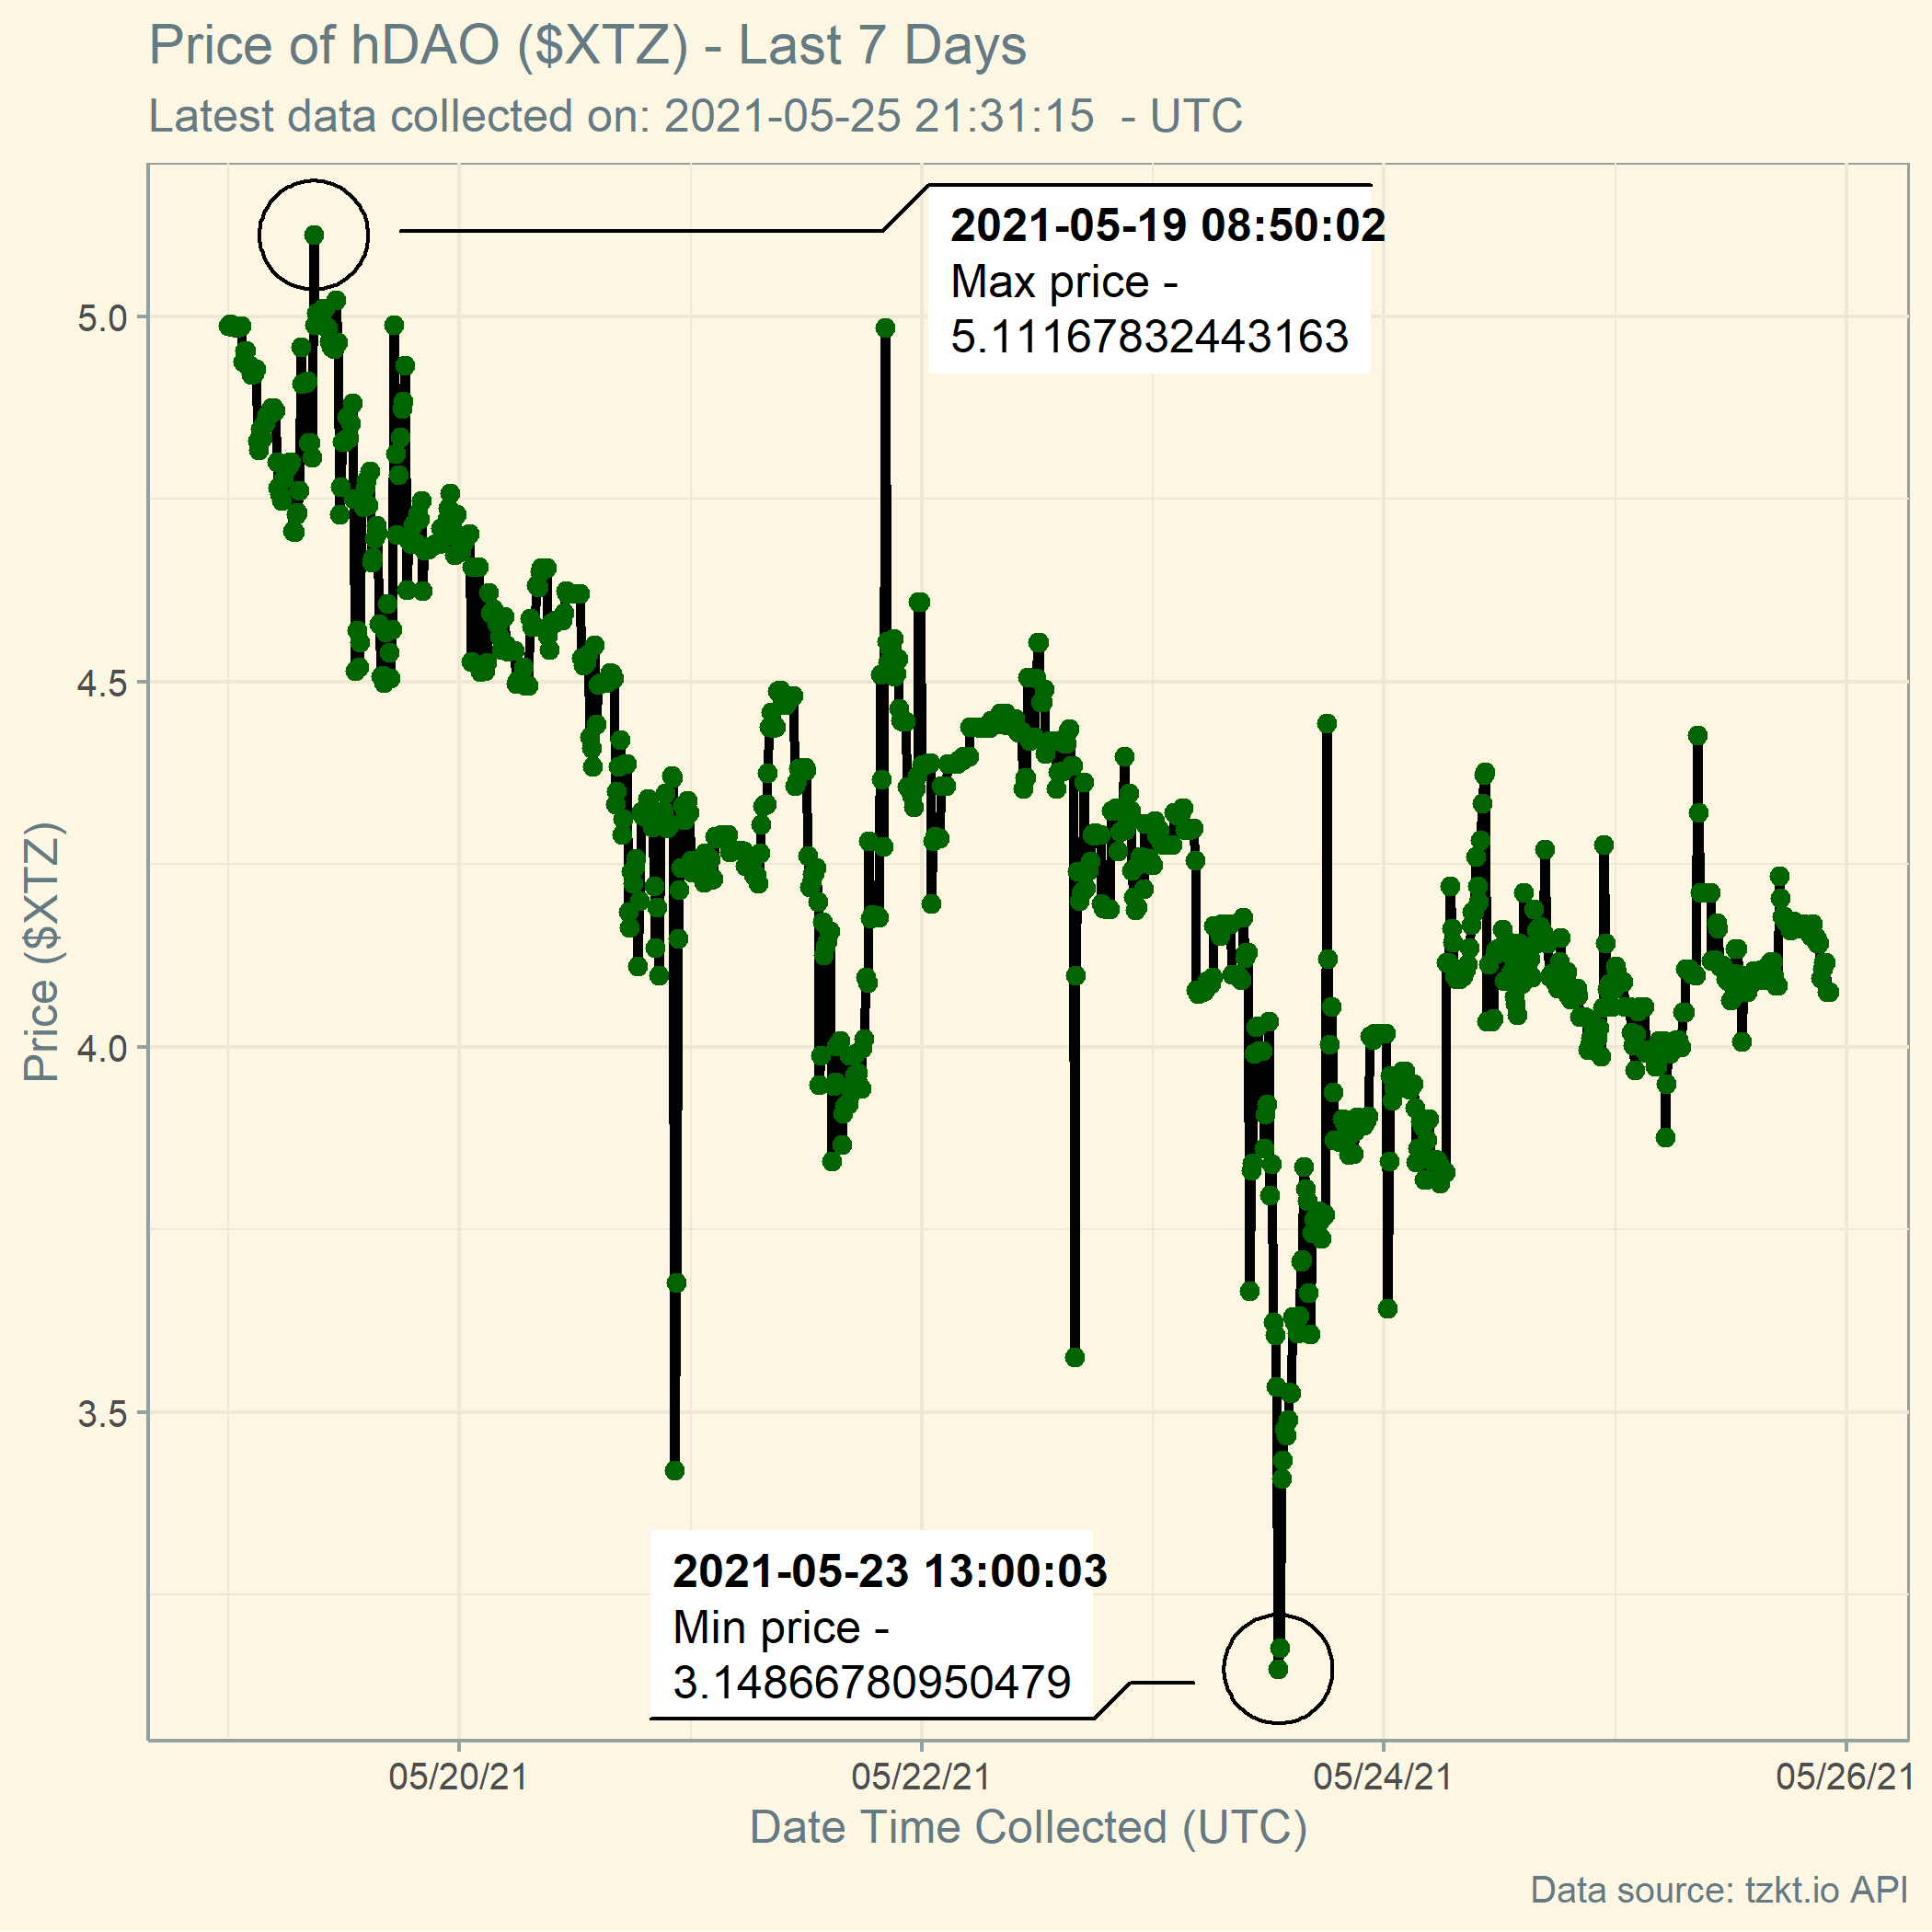 Price of hDAO ($XTZ) - Last 7 Days
Latest data collected on: 2021-05-25 21:31:15  - UTC
2021-05-19 08:50:02
Max price -
5.11167832443163
5.0
4.5
Price ($XTZ)
4.0
3.5
2021-05-23 13:00:03
Min price -
3.14866780950479
05/20/21 05/22/21 05/24/21 05/26/21
Date Time Collected (UTC)
Data source: tzkt.io API